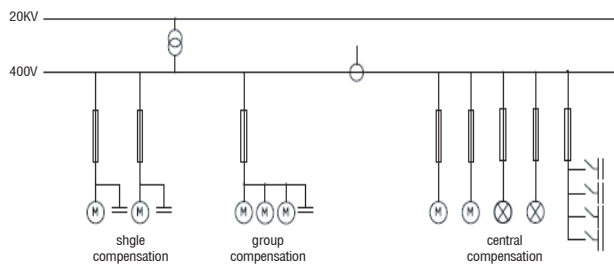 20KV
400V
M M M M M M M
shgle compensation
group compensation
central compensation